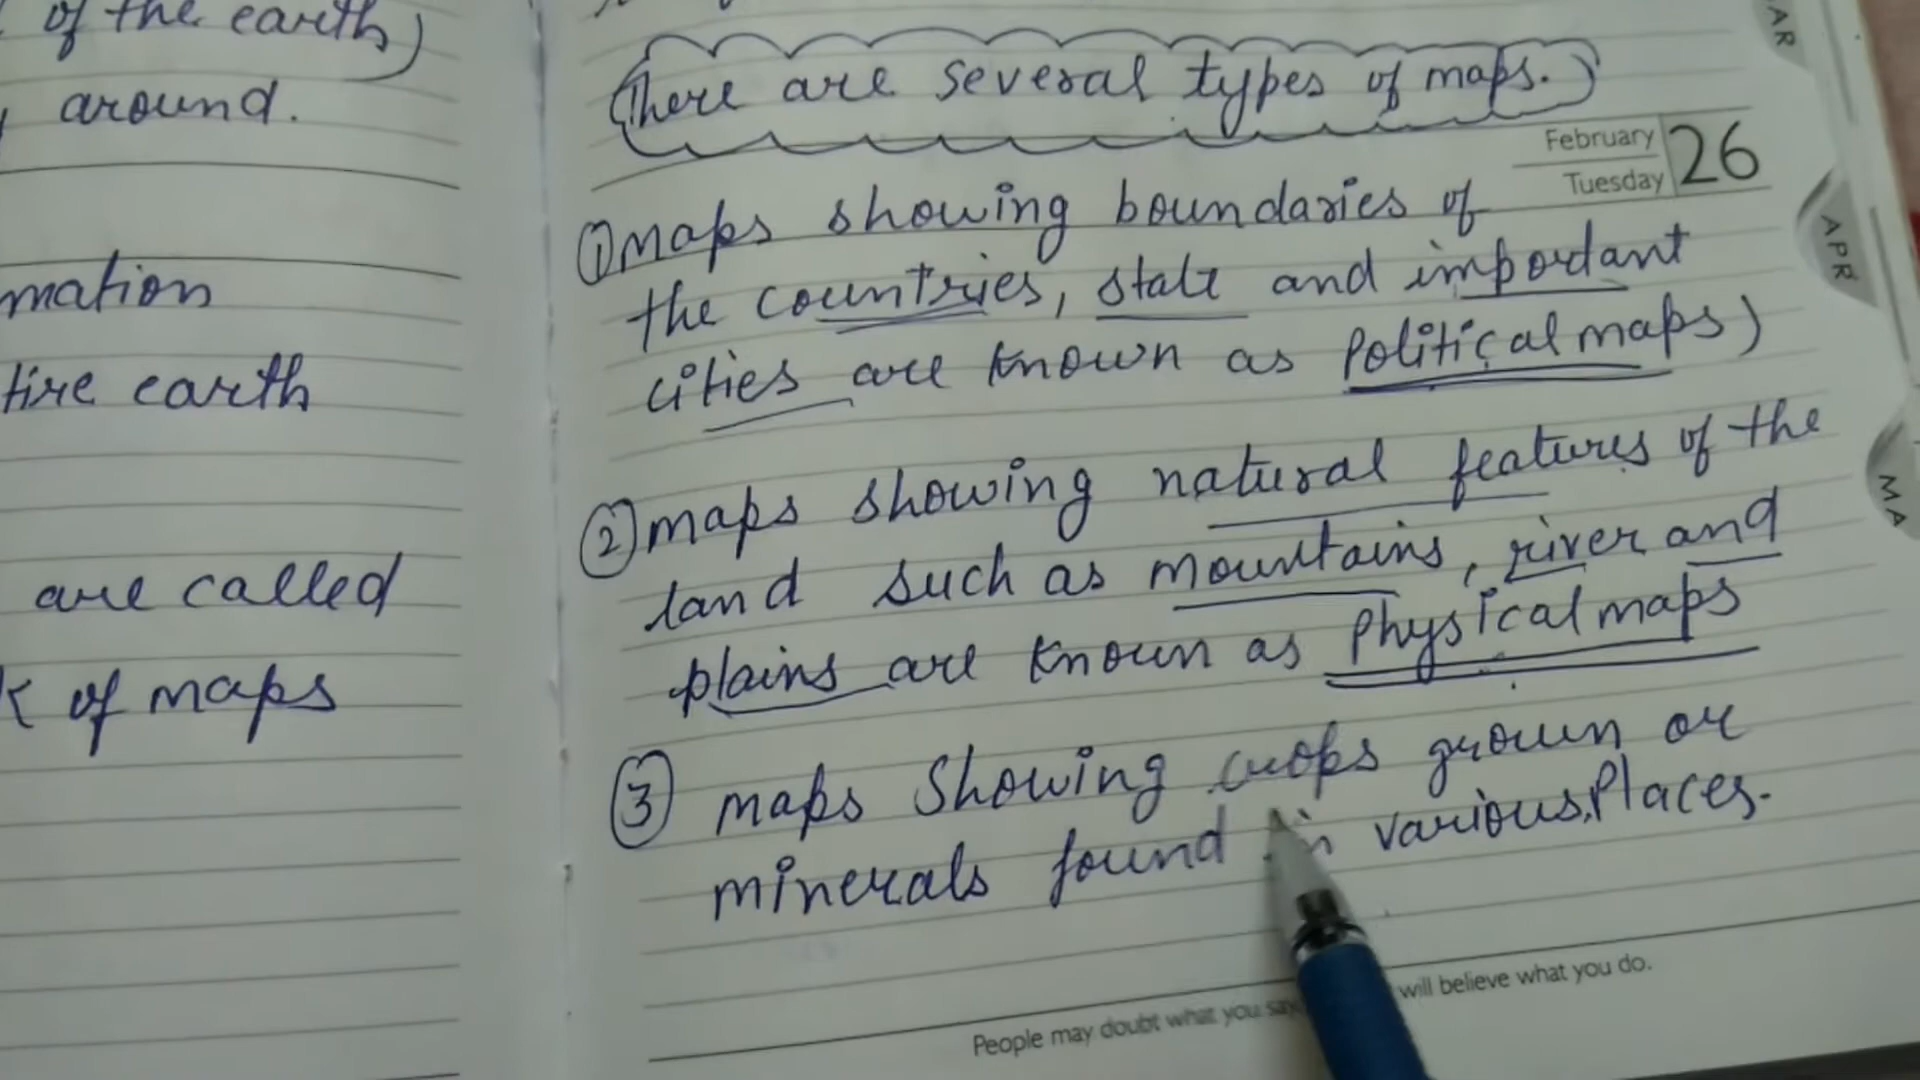 of the earth)
around.
mation
tire earth
are called
of maps
There are several types of maps.
February
Tuesday 26
① Maps showing boundaries of
the countries, state and important
cities are known as Political maps)
② maps showing natural features of the
land such as mountains, river and
plains are known as Physical maps
③ maps Showing crops grown or
minerals found in various Places.
People may doubt what you say, will believe what you do.
AR
APR
MA